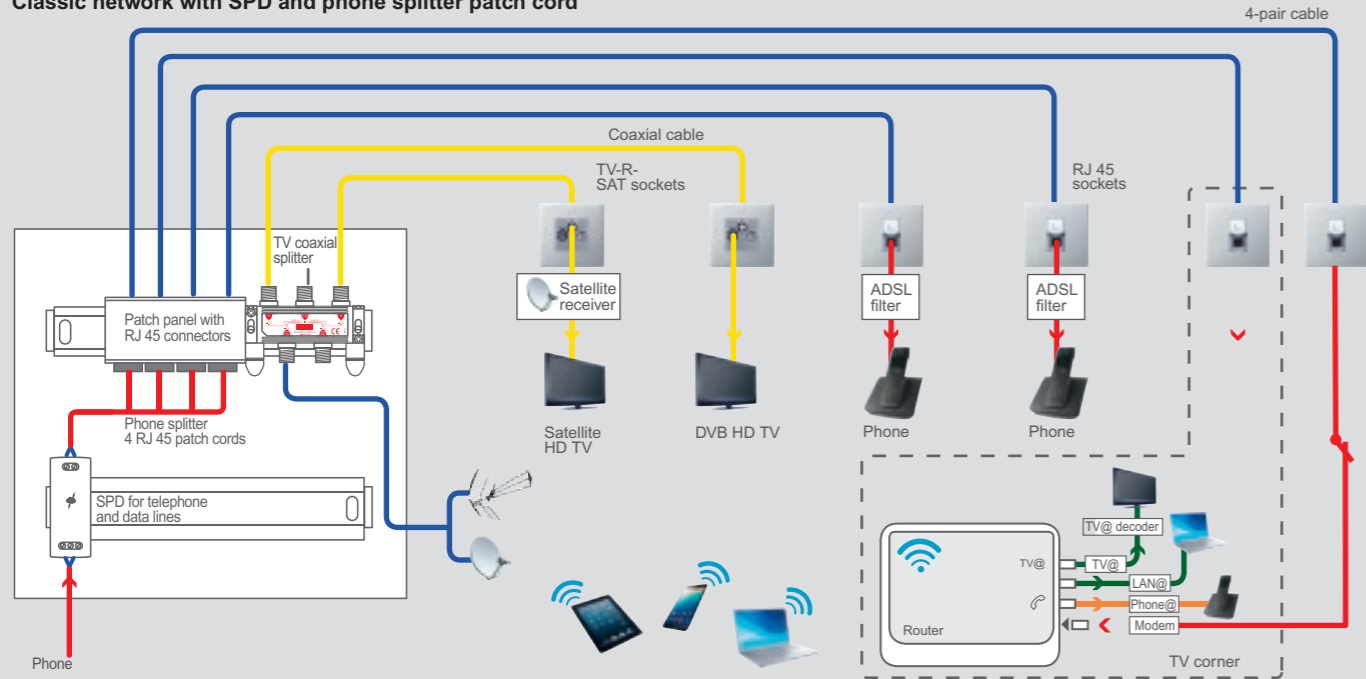 Classic network with SPD and phone splitter patch cord
4-pair cable
Coaxial cable
TV-R-
SAT sockets
RJ 45
sockets
TV coaxial
splitter
Satellite
receiver
ADSL
filter
ADSL
filter
Patch panel with
RJ 45 connectors
CE
Phone splitter
4 RJ 45 patch cords
Satellite
HD TV
DVB HD TV
Phone
Phone
SPD for telephone
and data lines
TV@ decoder
TV@
TV@
LAN@
Phone@
Router
Modem
Phone
TV corner